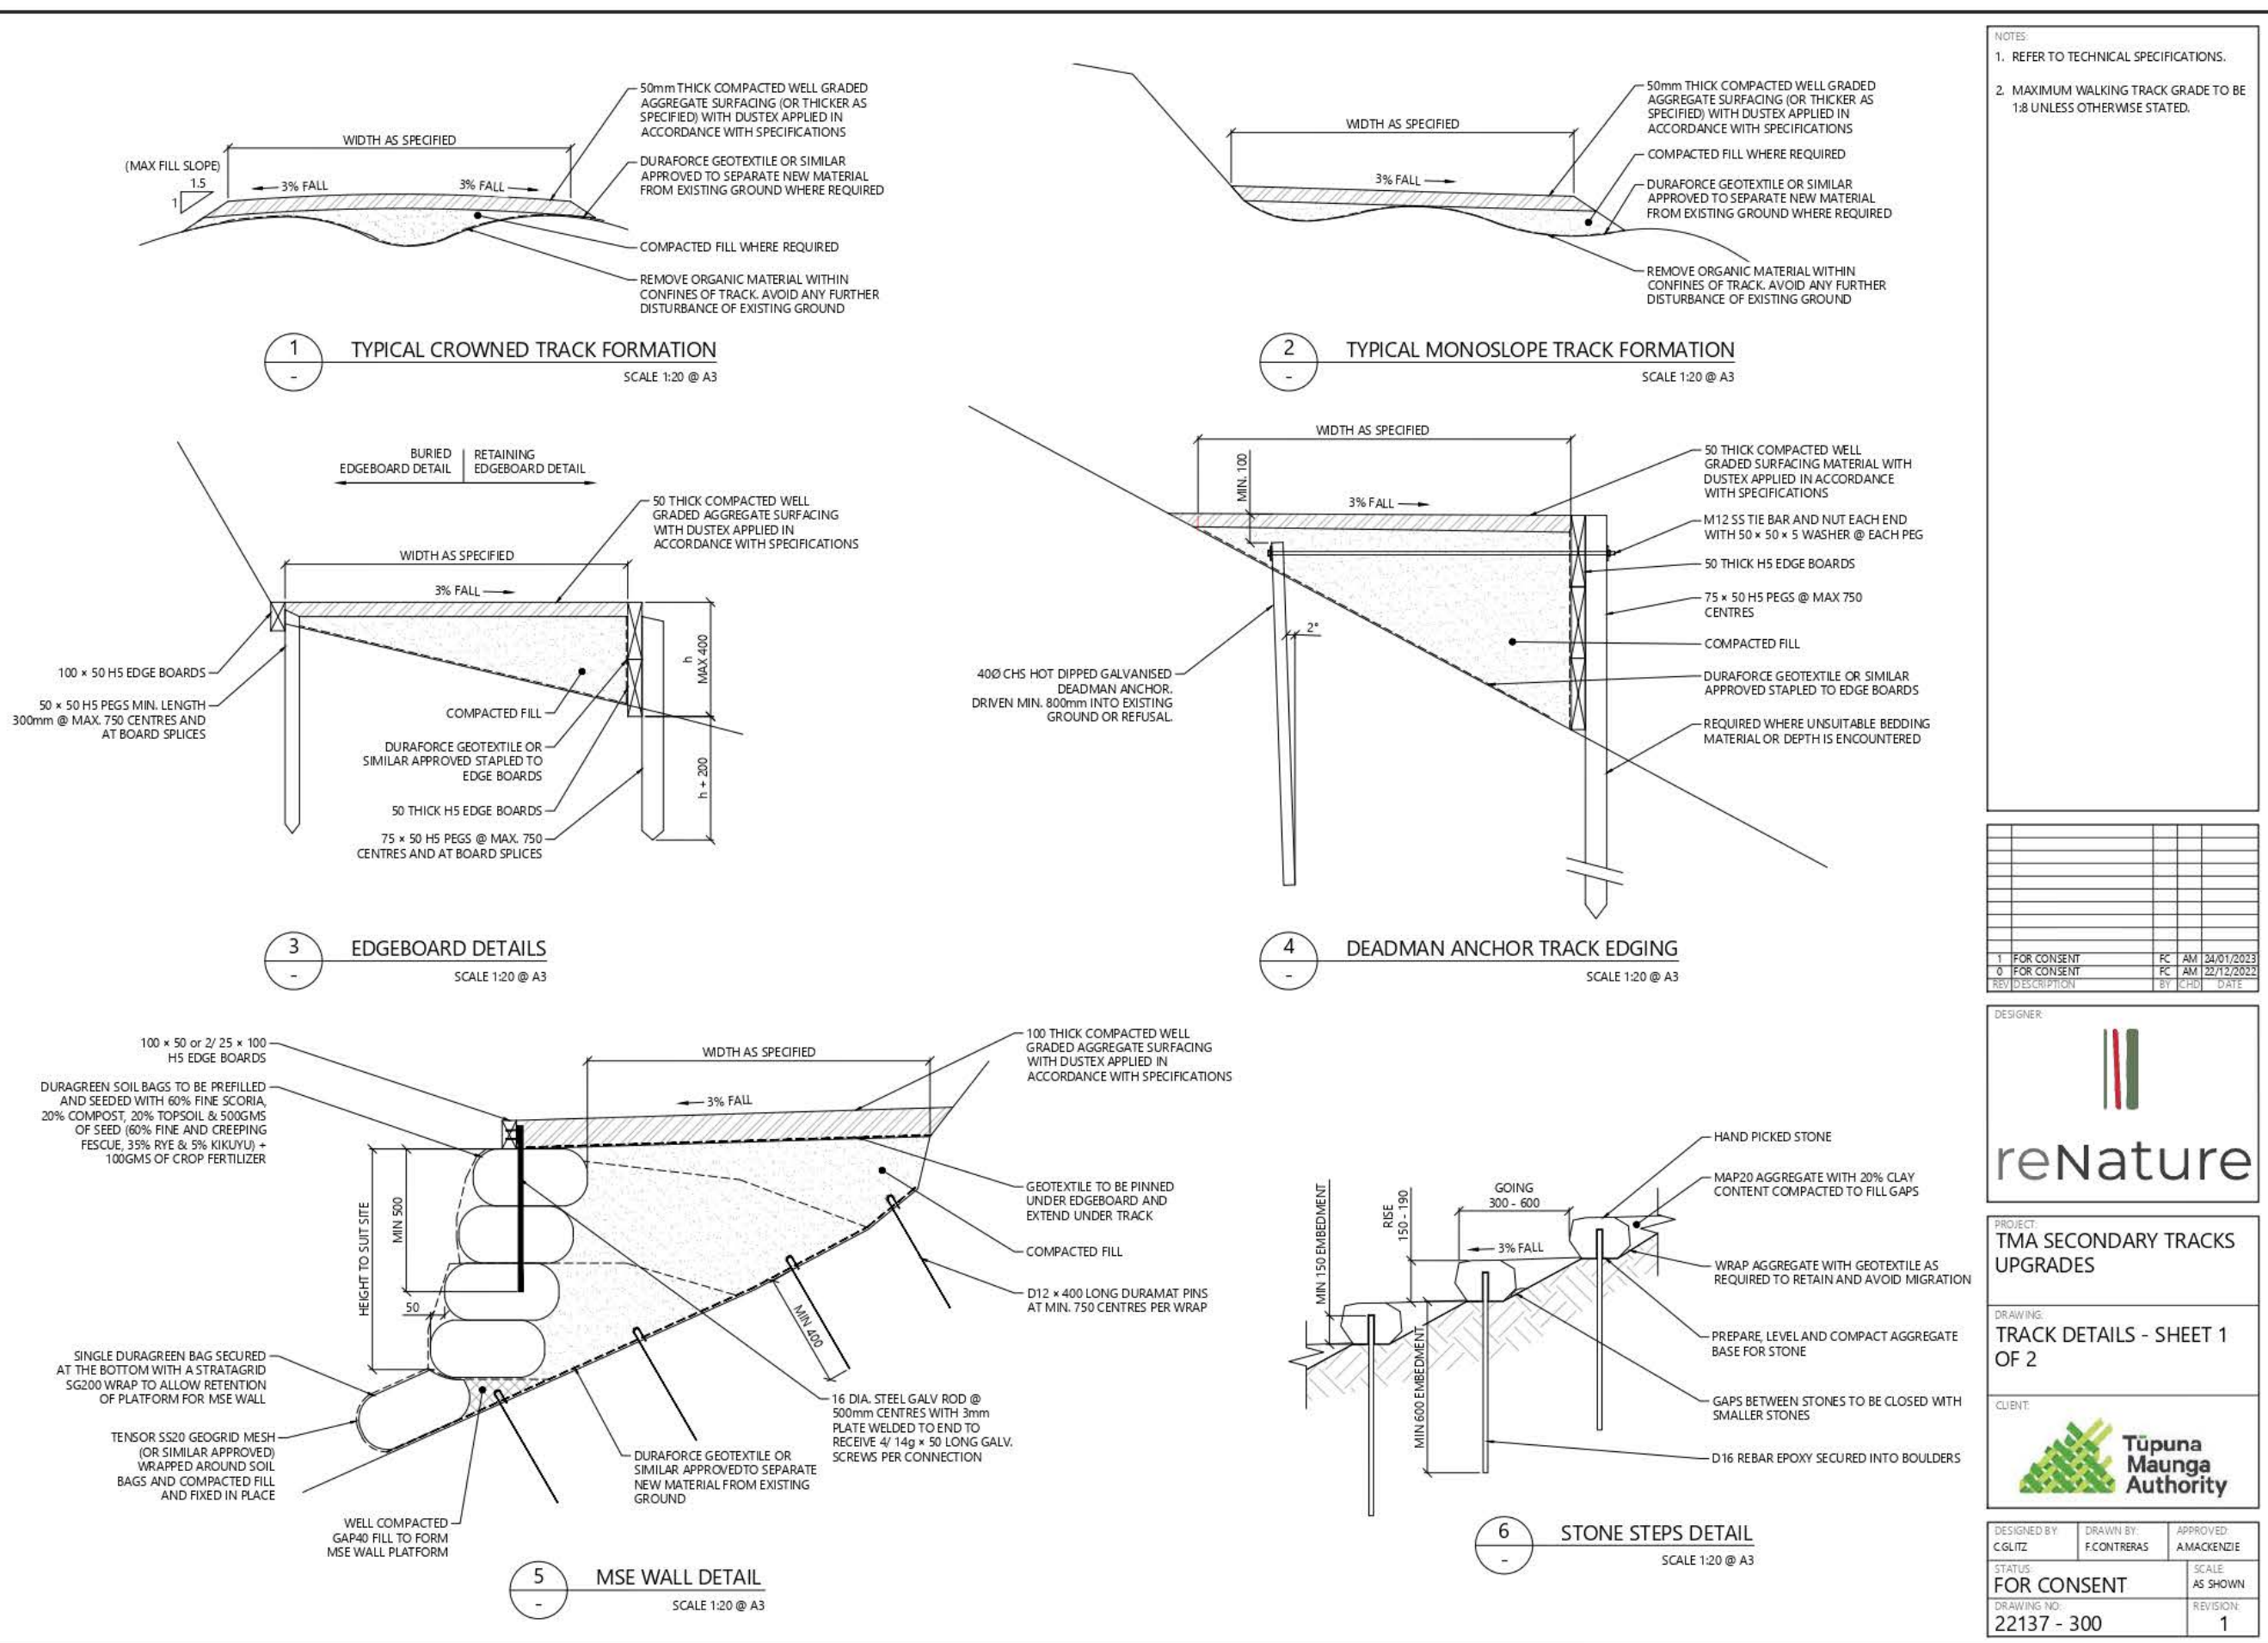 50mm THICK COMPACTED WELL GRADED
AGGREGATE SURFACING (OR THICKER AS
SPECIFIED) WITH DUSTEX APPLIED IN
ACCORDANCE WITH SPECIFICATIONS
WIDTH AS SPECIFIED
(MAX FILL SLOPE)
1.5
1
3% FALL
3% FALL
DURAFORCE GEOTEXTILE OR SIMILAR
APPROVED TO SEPARATE NEW MATERIAL
FROM EXISTING GROUND WHERE REQUIRED
COMPACTED FILL WHERE REQUIRED
REMOVE ORGANIC MATERIAL WITHIN
CONFINES OF TRACK. AVOID ANY FURTHER
DISTURBANCE OF EXISTING GROUND
1
-
TYPICAL CROWNED TRACK FORMATION
SCALE 1:20 @ A3
50mm THICK COMPACTED WELL GRADED
AGGREGATE SURFACING (OR THICKER AS
SPECIFIED) WITH DUSTEX APPLIED IN
ACCORDANCE WITH SPECIFICATIONS
WIDTH AS SPECIFIED
3% FALL
COMPACTED FILL WHERE REQUIRED
DURAFORCE GEOTEXTILE OR SIMILAR
APPROVED TO SEPARATE NEW MATERIAL
FROM EXISTING GROUND WHERE REQUIRED
REMOVE ORGANIC MATERIAL WITHIN
CONFINES OF TRACK. AVOID ANY FURTHER
DISTURBANCE OF EXISTING GROUND
2
-
TYPICAL MONOSLOPE TRACK FORMATION
SCALE 1:20 @ A3
BURIED
EDGEBOARD DETAIL
RETAINING
EDGEBOARD DETAIL
50 THICK COMPACTED WELL
GRADED AGGREGATE SURFACING
WITH DUSTEX APPLIED IN
ACCORDANCE WITH SPECIFICATIONS
WIDTH AS SPECIFIED
3% FALL
h
MAX 400
h + 200
100 × 50 H5 EDGE BOARDS
50 × 50 H5 PEGS MIN. LENGTH
300mm @ MAX. 750 CENTRES AND
AT BOARD SPLICES
COMPACTED FILL
DURAFORCE GEOTEXTILE OR
SIMILAR APPROVED STAPLED TO
EDGE BOARDS
50 THICK H5 EDGE BOARDS
75 × 50 H5 PEGS @ MAX. 750
CENTRES AND AT BOARD SPLICES
3
-
EDGEBOARD DETAILS
SCALE 1:20 @ A3
WIDTH AS SPECIFIED
MIN. 100
3% FALL
2°
50 THICK COMPACTED WELL
GRADED SURFACING MATERIAL WITH
DUSTEX APPLIED IN ACCORDANCE
WITH SPECIFICATIONS
M12 SS TIE BAR AND NUT EACH END
WITH 50 × 50 × 5 WASHER @ EACH PEG
50 THICK H5 EDGE BOARDS
75 × 50 H5 PEGS @ MAX 750
CENTRES
COMPACTED FILL
DURAFORCE GEOTEXTILE OR SIMILAR
APPROVED STAPLED TO EDGE BOARDS
REQUIRED WHERE UNSUITABLE BEDDING
MATERIAL OR DEPTH IS ENCOUNTERED
40Ø CHS HOT DIPPED GALVANISED
DEADMAN ANCHOR.
DRIVEN MIN. 800mm INTO EXISTING
GROUND OR REFUSAL.
4
-
DEADMAN ANCHOR TRACK EDGING
SCALE 1:20 @ A3
100 × 50 or 2/ 25 × 100
H5 EDGE BOARDS
DURAGREEN SOIL BAGS TO BE PREFILLED
AND SEEDED WITH 60% FINE SCORIA,
20% COMPOST, 20% TOPSOIL & 500GMS
OF SEED (60% FINE AND CREEPING
FESCUE, 35% RYE & 5% KIKUYU) +
100GMS OF CROP FERTILIZER
HEIGHT TO SUIT SITE
MIN 500
50
SINGLE DURAGREEN BAG SECURED
AT THE BOTTOM WITH A STRATAGRID
SG200 WRAP TO ALLOW RETENTION
OF PLATFORM FOR MSE WALL
TENSOR SS20 GEOGRID MESH
(OR SIMILAR APPROVED)
WRAPPED AROUND SOIL
BAGS AND COMPACTED FILL
AND FIXED IN PLACE
WELL COMPACTED
GAP40 FILL TO FORM
MSE WALL PLATFORM
WIDTH AS SPECIFIED
3% FALL
100 THICK COMPACTED WELL
GRADED AGGREGATE SURFACING
WITH DUSTEX APPLIED IN
ACCORDANCE WITH SPECIFICATIONS
GEOTEXTILE TO BE PINNED
UNDER EDGEBOARD AND
EXTEND UNDER TRACK
COMPACTED FILL
D12 × 400 LONG DURAMAT PINS
AT MIN. 750 CENTRES PER WRAP
MIN 400
16 DIA. STEEL GALV ROD @
500mm CENTRES WITH 3mm
PLATE WELDED TO END TO
RECEIVE 4/ 14g × 50 LONG GALV.
SCREWS PER CONNECTION
DURAFORCE GEOTEXTILE OR
SIMILAR APPROVEDTO SEPARATE
NEW MATERIAL FROM EXISTING
GROUND
5
-
MSE WALL DETAIL
SCALE 1:20 @ A3
MIN 150 EMBEDMENT
RISE
150 - 190
GOING
300 - 600
3% FALL
MIN 600 EMBEDMENT
HAND PICKED STONE
MAP20 AGGREGATE WITH 20% CLAY
CONTENT COMPACTED TO FILL GAPS
WRAP AGGREGATE WITH GEOTEXTILE AS
REQUIRED TO RETAIN AND AVOID MIGRATION
PREPARE, LEVEL AND COMPACT AGGREGATE
BASE FOR STONE
GAPS BETWEEN STONES TO BE CLOSED WITH
SMALLER STONES
D16 REBAR EPOXY SECURED INTO BOULDERS
6
-
STONE STEPS DETAIL
SCALE 1:20 @ A3
NOTES:
1. REFER TO TECHNICAL SPECIFICATIONS.
2. MAXIMUM WALKING TRACK GRADE TO BE
1:8 UNLESS OTHERWISE STATED.
1 FOR CONSENT FC AM 24/01/2023
0 FOR CONSENT FC AM 22/12/2022
REV DESCRIPTION BY CHD DATE
DESIGNER:
reNature
PROJECT:
TMA SECONDARY TRACKS
UPGRADES
DRAWING:
TRACK DETAILS - SHEET 1
OF 2
CLIENT:
Tūpuna
Maunga
Authority
DESIGNED BY: DRAWN BY: APPROVED:
C.GLITZ F.CONTRERAS A.MACKENZIE
STATUS: SCALE:
FOR CONSENT AS SHOWN
DRAWING NO: REVISION:
22137 - 300 1